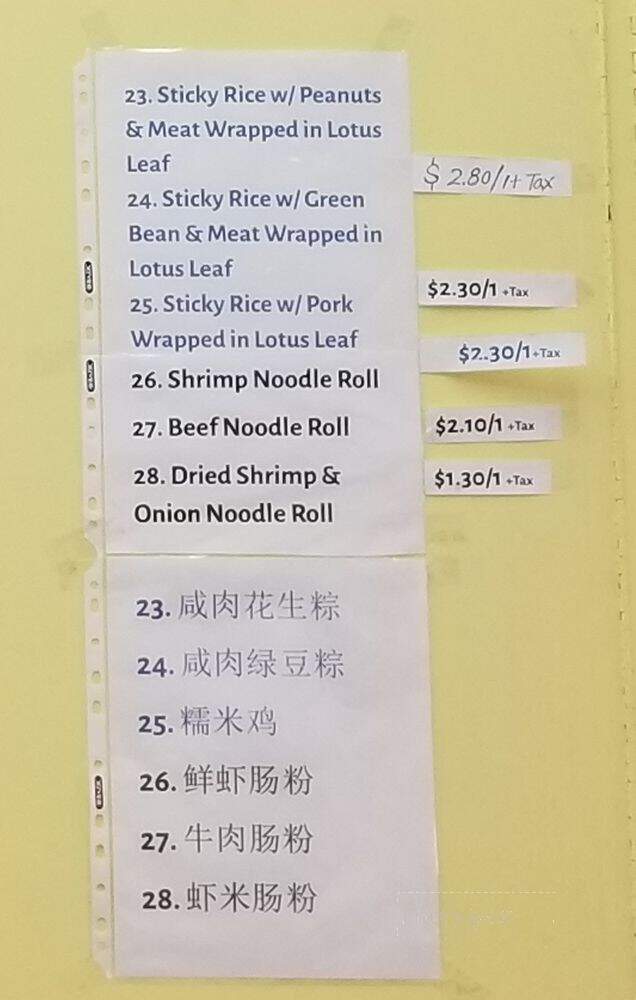 23. Sticky Rice w/ Peanuts
& Meat Wrapped in Lotus
Leaf
$ 2.80/1+ Tax
24. Sticky Rice w/ Green
Bean & Meat Wrapped in
Lotus Leaf
$2.30/1 +Tax
25. Sticky Rice w/ Pork
Wrapped in Lotus Leaf
$2.30/1+Tax
26. Shrimp Noodle Roll
27. Beef Noodle Roll
$2.10/1 +Tax
28. Dried Shrimp &
Onion Noodle Roll
$1.30/1 +Tax
23. 咸肉花生粽
24. 咸肉绿豆粽
25. 糯米鸡
26. 鲜虾肠粉
27. 牛肉肠粉
28. 虾米肠粉